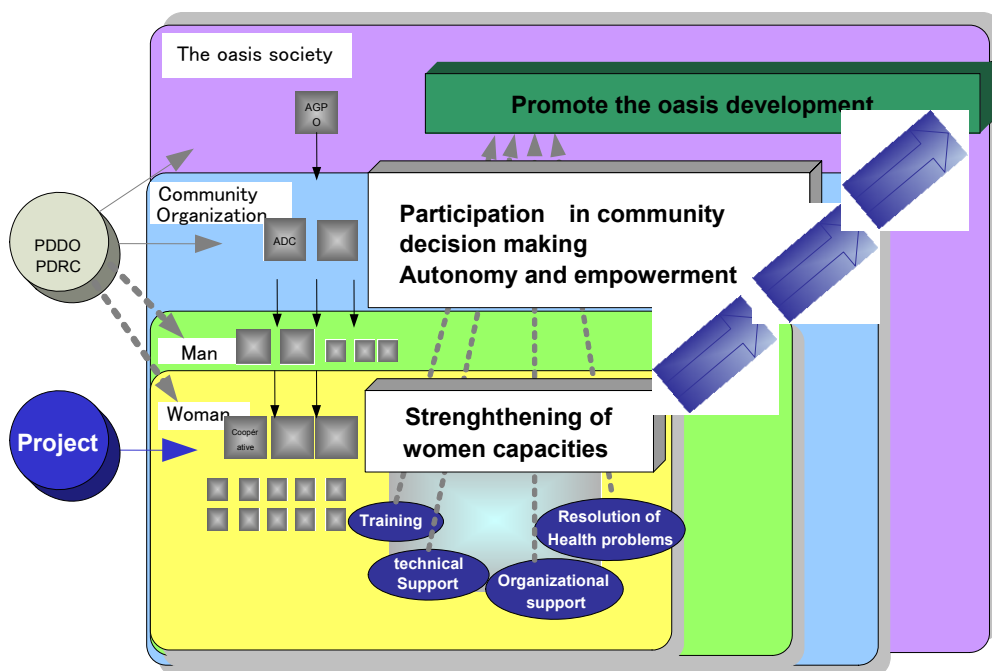 The oasis society
AGP
O
Promote the oasis development
Community
Organization
ADC
Participation in community
decision making
Autonomy and empowerment
PDDO
PDRC
Man
Woman
Coopér
ative
Strenghthening of
women capacities
Project
Training
Resolution of
Health problems
technical
Support
Organizational
support